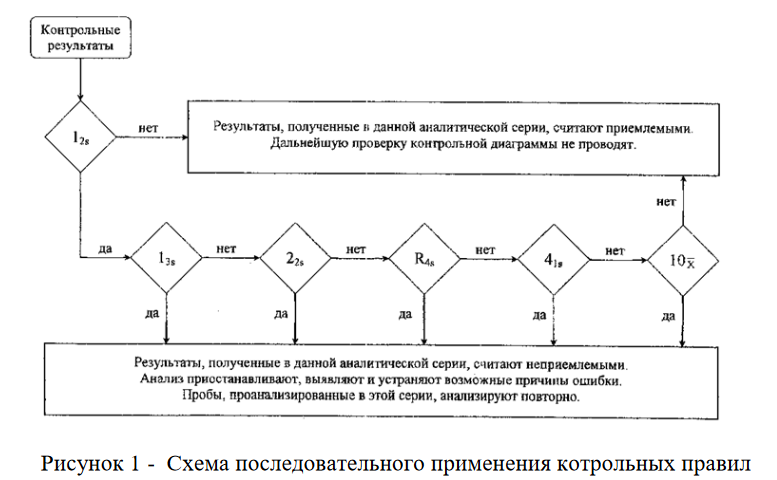 Контрольные
результаты
1₂ₛ
нет
Результаты, полученные в данной аналитической серии, считают приемлемыми.
Дальнейшую проверку контрольной диаграммы не проводят.
нет
да
1₃ₛ
нет
2₂ₛ
нет
R₄ₛ
нет
4₁ₛ
нет
10x̅
да
да
да
да
да
Результаты, полученные в данной аналитической серии, считают неприемлемыми.
Анализ приостанавливают, выявляют и устраняют возможные причины ошибки.
Пробы, проанализированные в этой серии, анализируют повторно.
Рисунок 1 - Схема последовательного применения котрольных правил